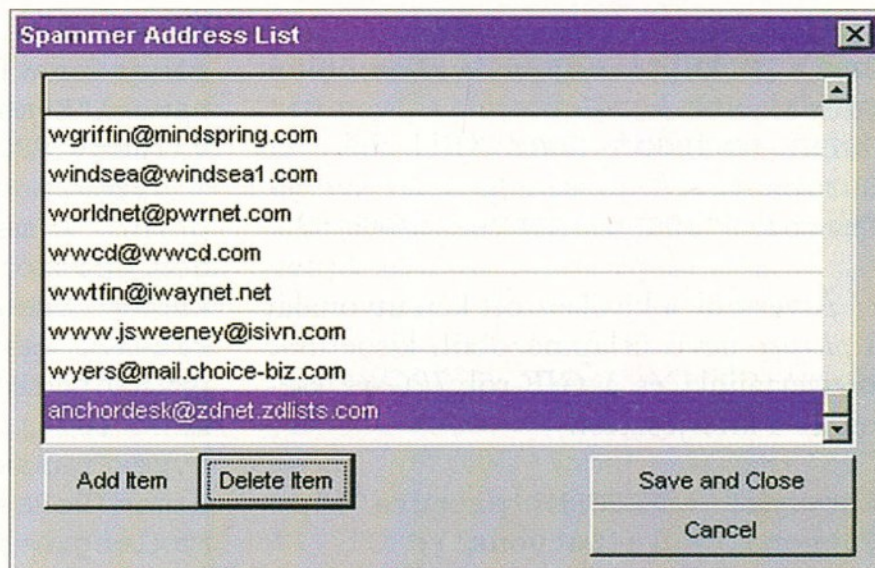 Spammer Address List
wgriffin@mindspring.com
windsea@windsea1.com
worldnet@pwrnet.com
wwcd@wwcd.com
wwtfin@iwaynet.net
www.jsweeney@isivn.com
wyers@mail.choice-biz.com
anchordesk@zdnet.zdlists.com
Add Item Delete Item Save and Close
Cancel